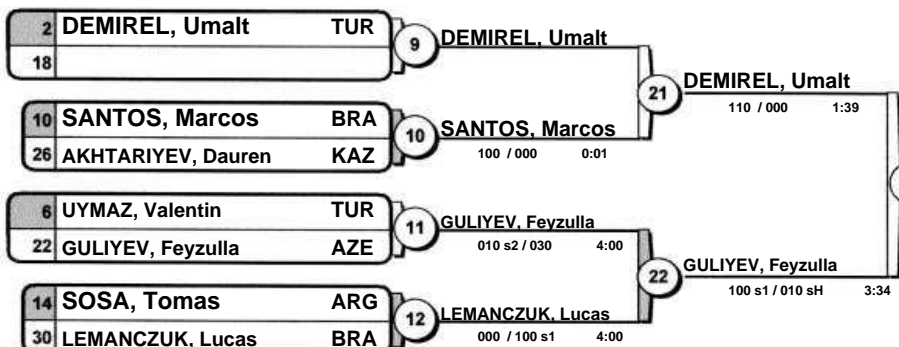 2 DEMIREL, Umalt TUR
18
9
DEMIREL, Umalt
10 SANTOS, Marcos BRA
26 AKHTARIYEV, Dauren KAZ
10
SANTOS, Marcos
100 / 000 0:01
21
DEMIREL, Umalt
110 / 000 1:39
6 UYMAZ, Valentin TUR
22 GULIYEV, Feyzulla AZE
11
GULIYEV, Feyzulla
010 s2 / 030 4:00
14 SOSA, Tomas ARG
30 LEMANCZUK, Lucas BRA
12
LEMANCZUK, Lucas
000 / 100 s1 4:00
22
GULIYEV, Feyzulla
100 s1 / 010 sH 3:34